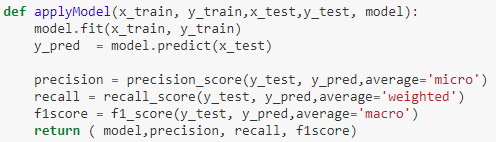 def applyModel(x_train, y_train,x_test,y_test, model):
    model.fit(x_train, y_train)
    y_pred  = model.predict(x_test)

    precision = precision_score(y_test, y_pred,average='micro')
    recall = recall_score(y_test, y_pred,average='weighted')
    f1score = f1_score(y_test, y_pred,average='macro')
    return ( model,precision, recall, f1score)